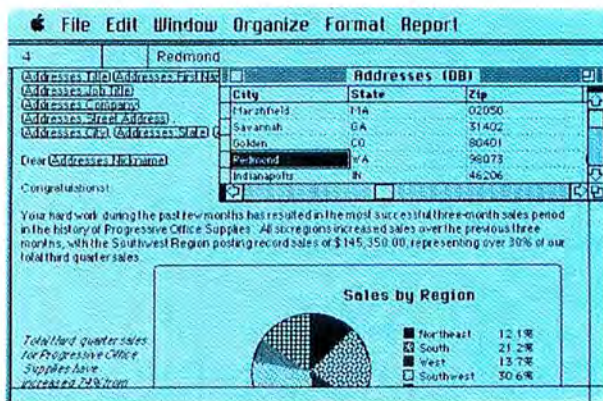 File Edit Window Organize Format Report
4 Redmond
Addresses (DB)
City State Zip
Marshfield MA 02050
Savannah GA 31402
Golden CO 80401
Redmond WA 98073
Indianapolis IN 46206
Addresses.Title Addresses.First Na
Addresses.Job Title
Addresses.Company
Addresses.Street Address
Addresses.City, Addresses.State
Dear Addresses.Nickname
Congratulations!
Your hard work during the past few months has resulted in the most successful three-month sales period
in the history of Progressive Office Supplies. All six regions increased sales over the previous three
months, with the Southwest Region posting record sales of $145,350.00, representing over 30% of our
total third quarter sales.
Sales by Region
Northeast 12.1%
South 21.2%
West 13.7%
Southwest 30.6%
Total third quarter sales
for Progressive Office
Supplies have
increased 74% from